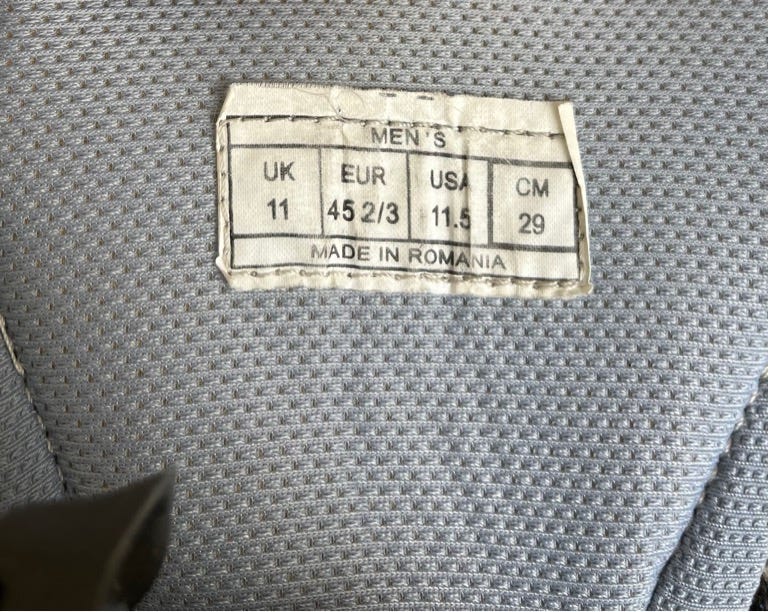 MEN'S
UK EUR USA CM
11 45 2/3 11.5 29
MADE IN ROMANIA